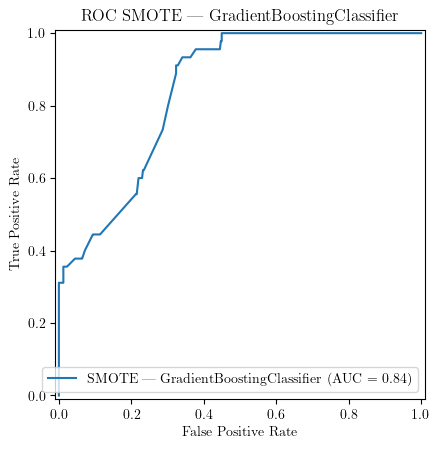 ROC SMOTE — GradientBoostingClassifier
1.0
0.8
0.6
0.4
0.2
0.0
True Positive Rate
SMOTE — GradientBoostingClassifier (AUC = 0.84)
0.0 0.2 0.4 0.6 0.8 1.0
False Positive Rate